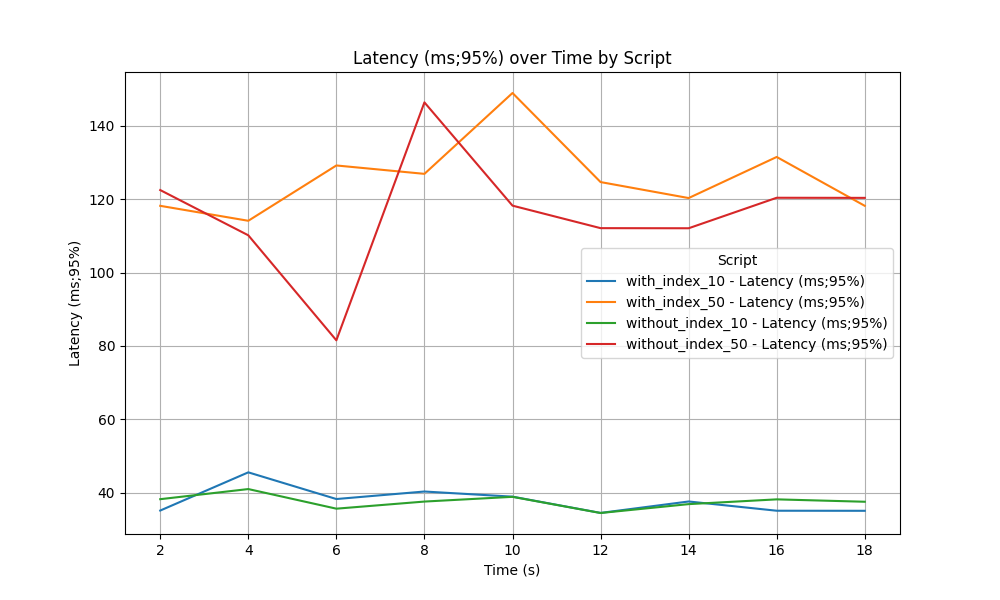 Latency (ms;95%) over Time by Script
Latency (ms;95%)
140
120
100
80
60
40
Script
with_index_10 - Latency (ms;95%)
with_index_50 - Latency (ms;95%)
without_index_10 - Latency (ms;95%)
without_index_50 - Latency (ms;95%)
2 4 6 8 10 12 14 16 18
Time (s)